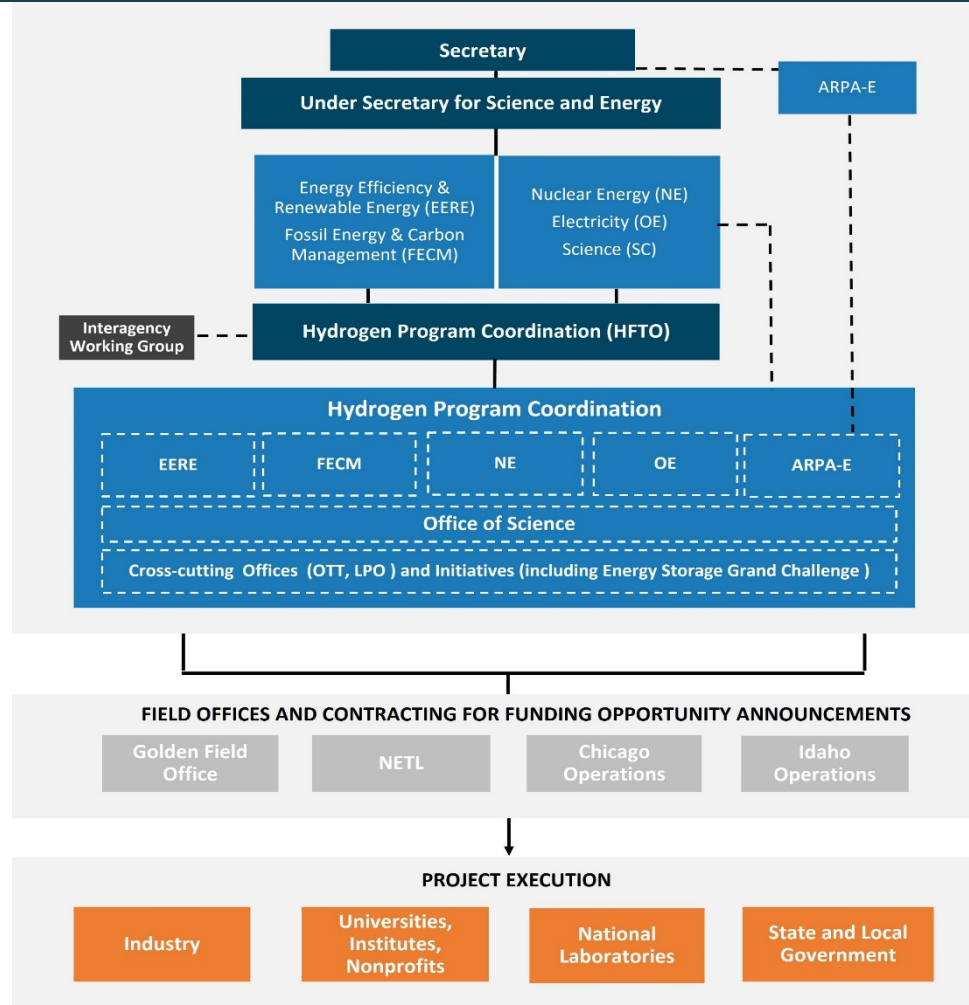 Secretary
ARPA-E
Under Secretary for Science and Energy
Energy Efficiency &
Renewable Energy (EERE)
Fossil Energy & Carbon
Management (FECM)
Nuclear Energy (NE)
Electricity (OE)
Science (SC)
Interagency
Working Group
Hydrogen Program Coordination (HFTO)
Hydrogen Program Coordination
EERE
FECM
NE
OE
ARPA-E
Office of Science
Cross-cutting Offices (OTT, LPO ) and Initiatives (including Energy Storage Grand Challenge )
FIELD OFFICES AND CONTRACTING FOR FUNDING OPPORTUNITY ANNOUNCEMENTS
Golden Field
Office
NETL
Chicago
Operations
Idaho
Operations
PROJECT EXECUTION
Industry
Universities,
Institutes,
Nonprofits
National
Laboratories
State and Local
Government